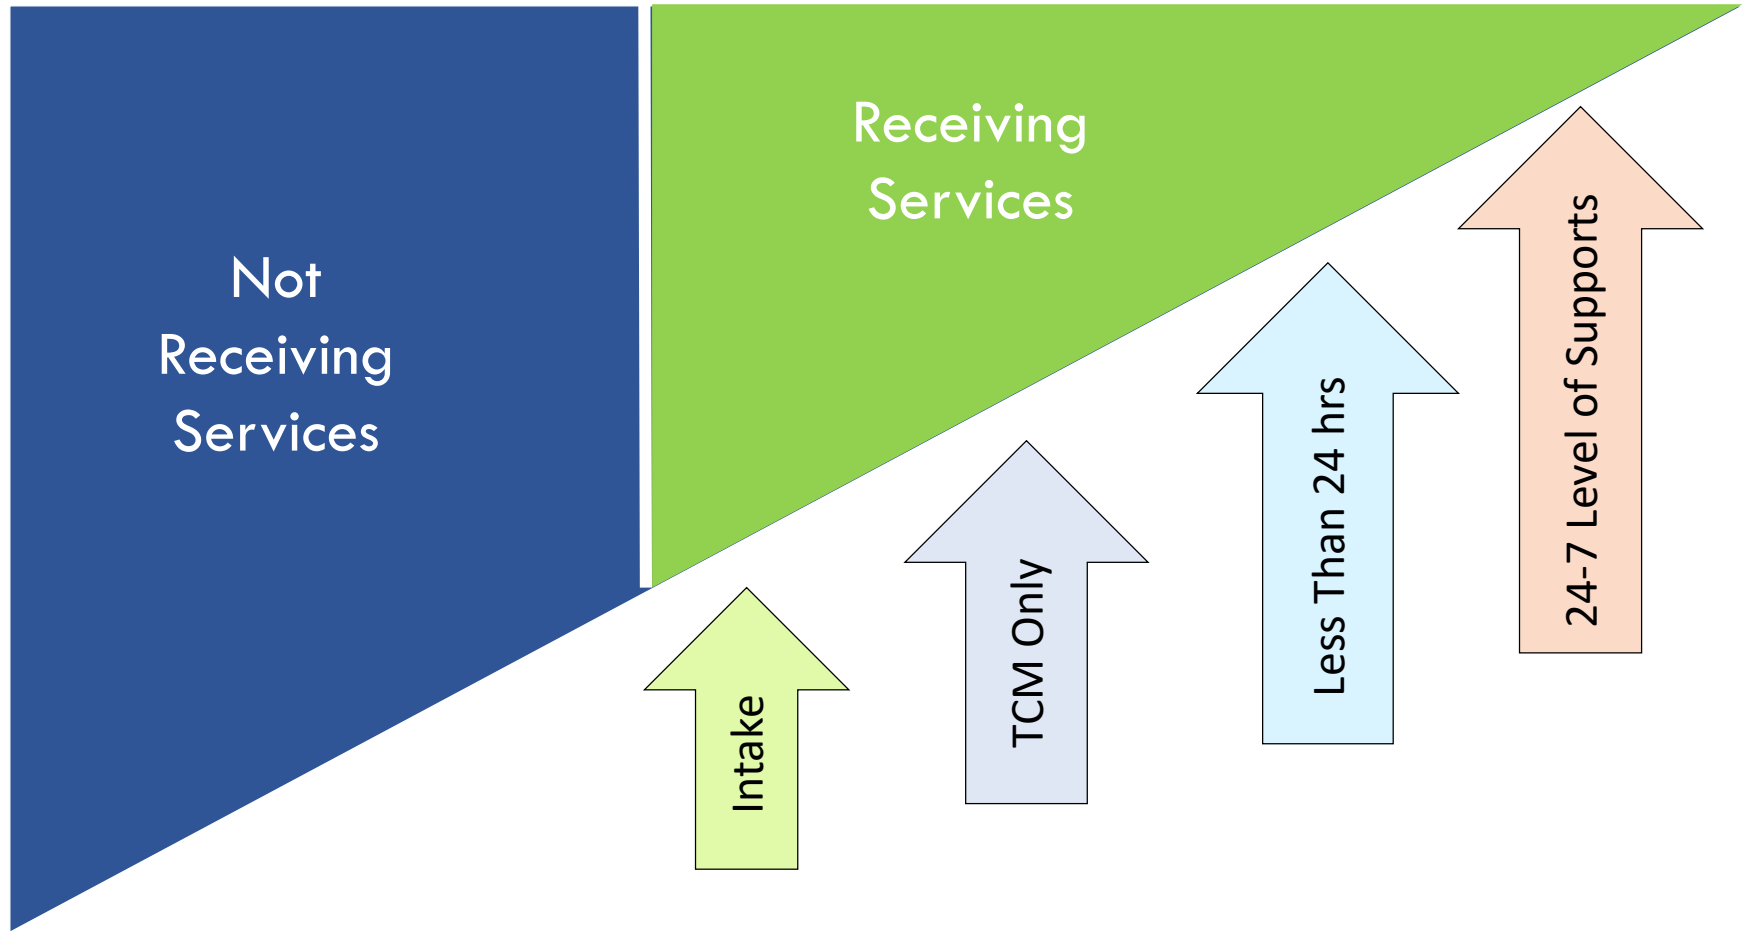 Not
Receiving
Services
Receiving
Services
Intake
TCM Only
Less Than 24 hrs
24-7 Level of Supports